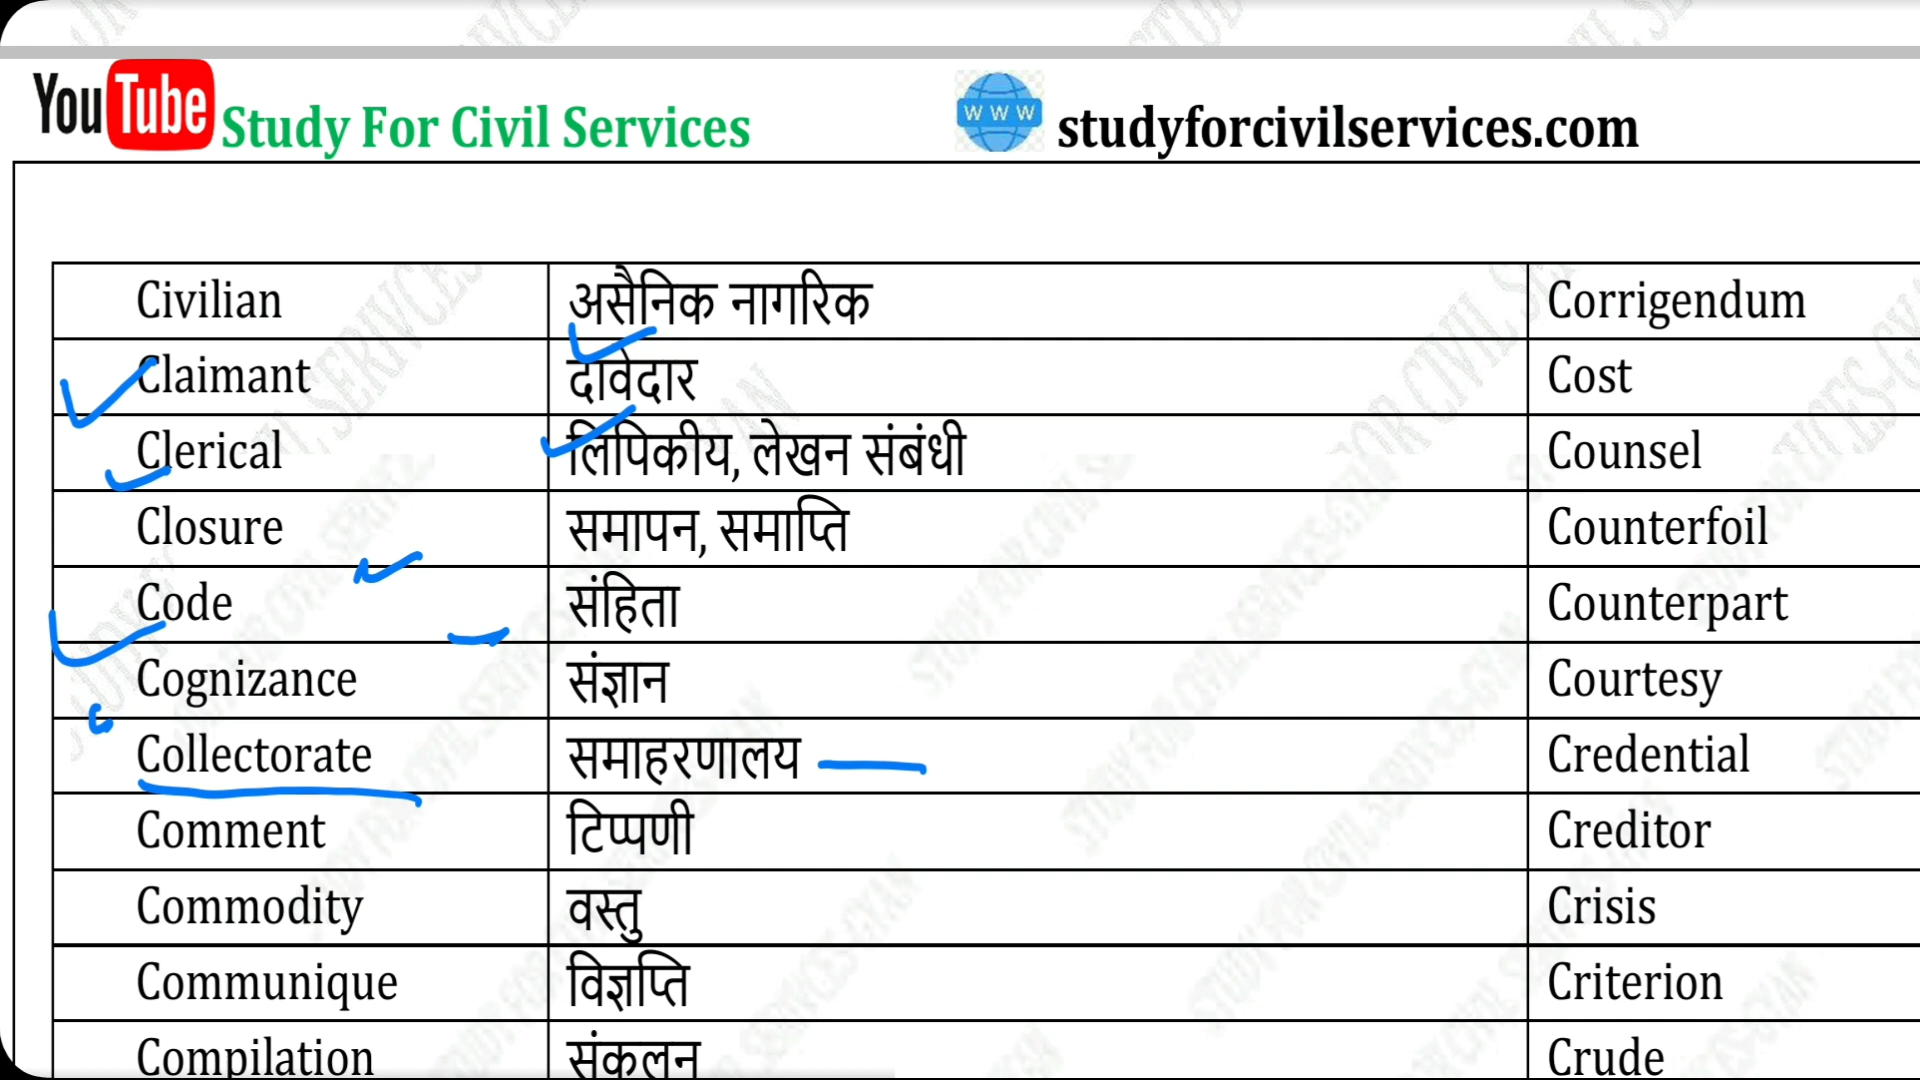 YouTube Study For Civil Services studyforcivilservices.com
Civilian असैनिक नागरिक Corrigendum
Claimant दावेदार Cost
Clerical लिपिकीय, लेखन संबंधी Counsel
Closure समापन, समाप्ति Counterfoil
Code संहिता Counterpart
Cognizance संज्ञान Courtesy
Collectorate समाहरणालय Credential
Comment टिप्पणी Creditor
Commodity वस्तु Crisis
Communique विज्ञप्ति Criterion
Compilation संकलन Crude